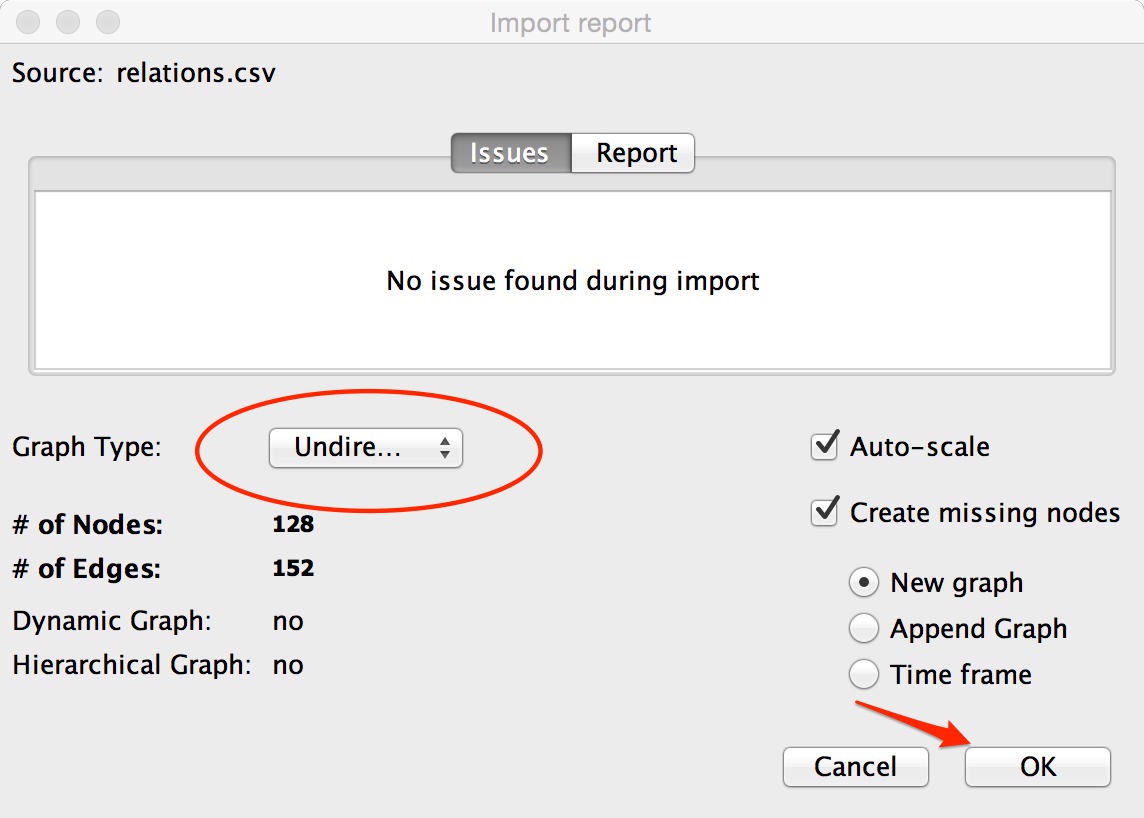 Import report
Source: relations.csv
Issues Report
No issue found during import
Graph Type: Undire...
# of Nodes: 128
# of Edges: 152
Dynamic Graph: no
Hierarchical Graph: no
Auto-scale
Create missing nodes
New graph
Append Graph
Time frame
Cancel OK